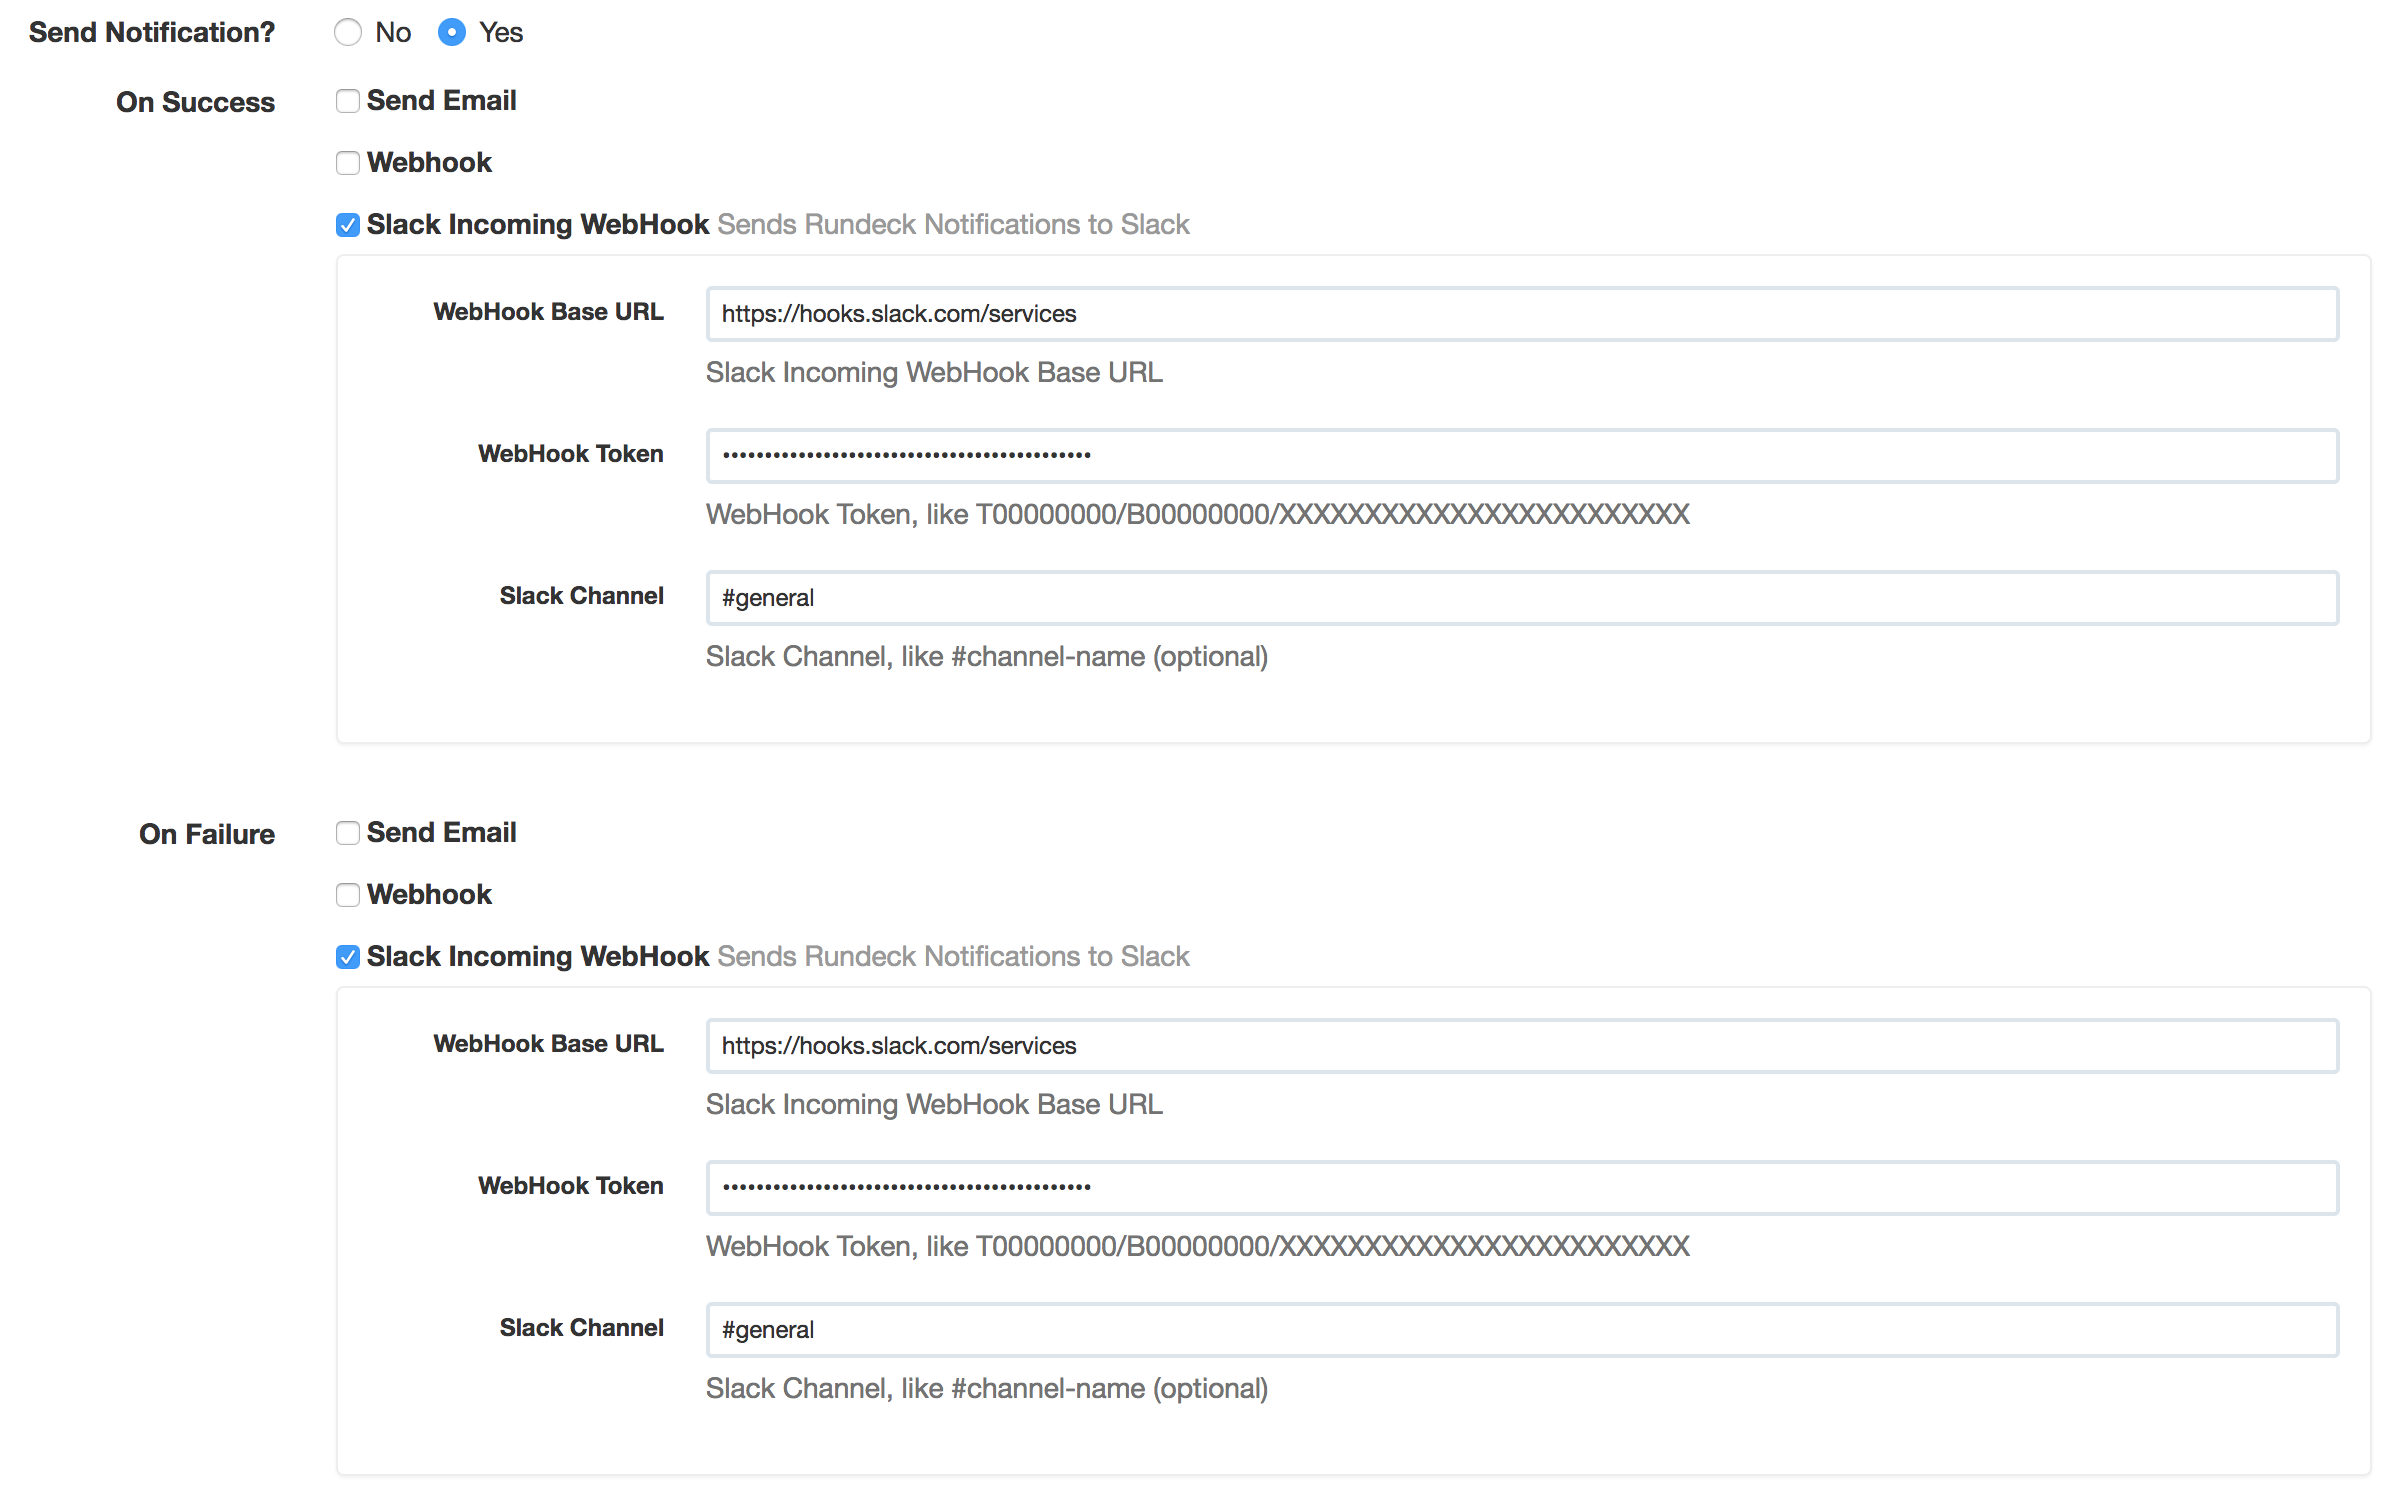 Send Notification? No Yes
On Success Send Email
Webhook
Slack Incoming WebHook Sends Rundeck Notifications to Slack
WebHook Base URL https://hooks.slack.com/services
Slack Incoming WebHook Base URL
WebHook Token ••••••••••••••••••••••••••••••••••••••••••••
WebHook Token, like T00000000/B00000000/XXXXXXXXXXXXXXXXXXXXXXXX
Slack Channel #general
Slack Channel, like #channel-name (optional)
On Failure Send Email
Webhook
Slack Incoming WebHook Sends Rundeck Notifications to Slack
WebHook Base URL https://hooks.slack.com/services
Slack Incoming WebHook Base URL
WebHook Token ••••••••••••••••••••••••••••••••••••••••••••
WebHook Token, like T00000000/B00000000/XXXXXXXXXXXXXXXXXXXXXXXX
Slack Channel #general
Slack Channel, like #channel-name (optional)